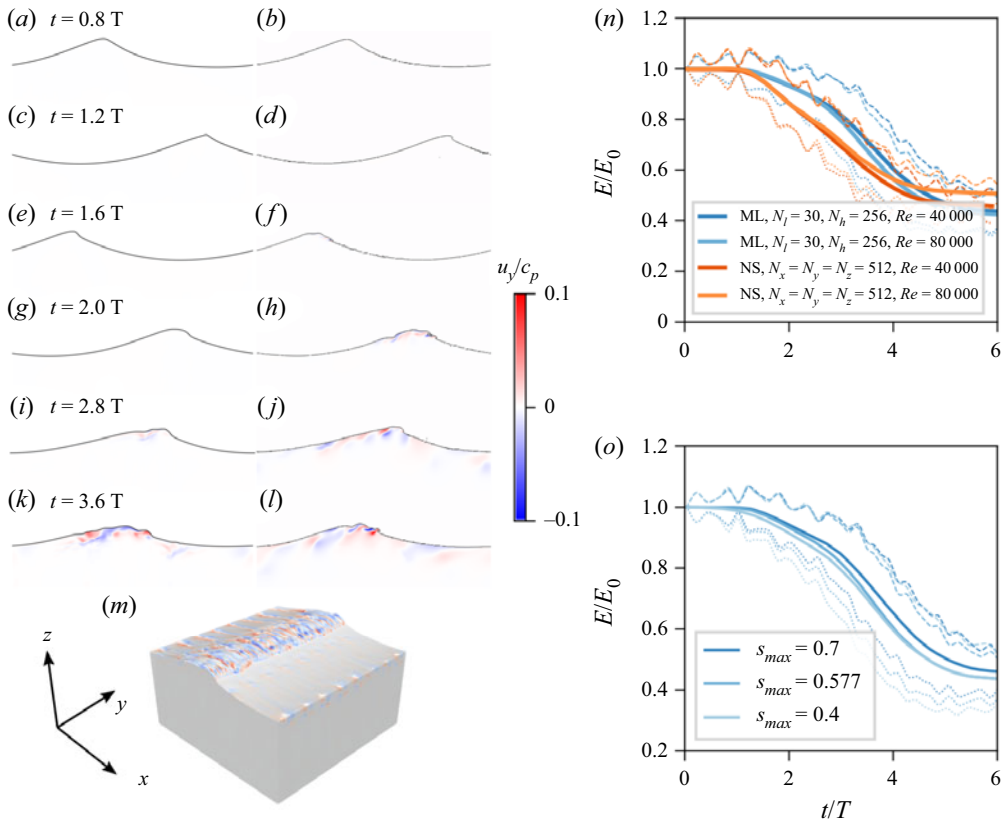 (a) t = 0.8 T (b)
(c) t = 1.2 T (d)
(e) t = 1.6 T (f)
(g) t = 2.0 T (h)
(i) t = 2.8 T (j)
(k) t = 3.6 T (l)
u_y/c_p
0.1
0
−0.1
(m)
z
y
x
(n)
1.2
1.0
0.8
0.6
0.4
0.2
0
E/E_0
ML, N_l = 30, N_h = 256, Re = 40 000
ML, N_l = 30, N_h = 256, Re = 80 000
NS, N_x = N_y = N_z = 512, Re = 40 000
NS, N_x = N_y = N_z = 512, Re = 80 000
0 2 4 6
(o)
1.2
1.0
0.8
0.6
0.4
0.2
E/E_0
s_max = 0.7
s_max = 0.577
s_max = 0.4
0 2 4 6
t/T